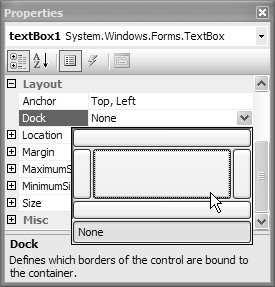 Properties
textBox1 System.Windows.Forms.TextBox
Layout
Anchor Top, Left
Dock None
Location
Margin
MaximumS
MinimumSi
Size
None
Misc
Dock
Defines which borders of the control are bound to
the container.